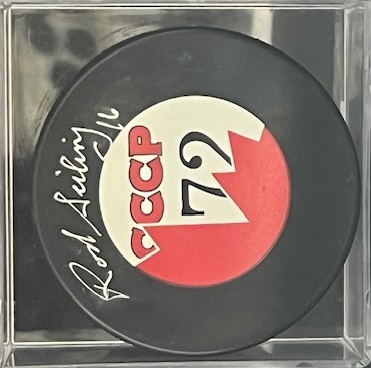 Rod Seiling 16
CCCP
72